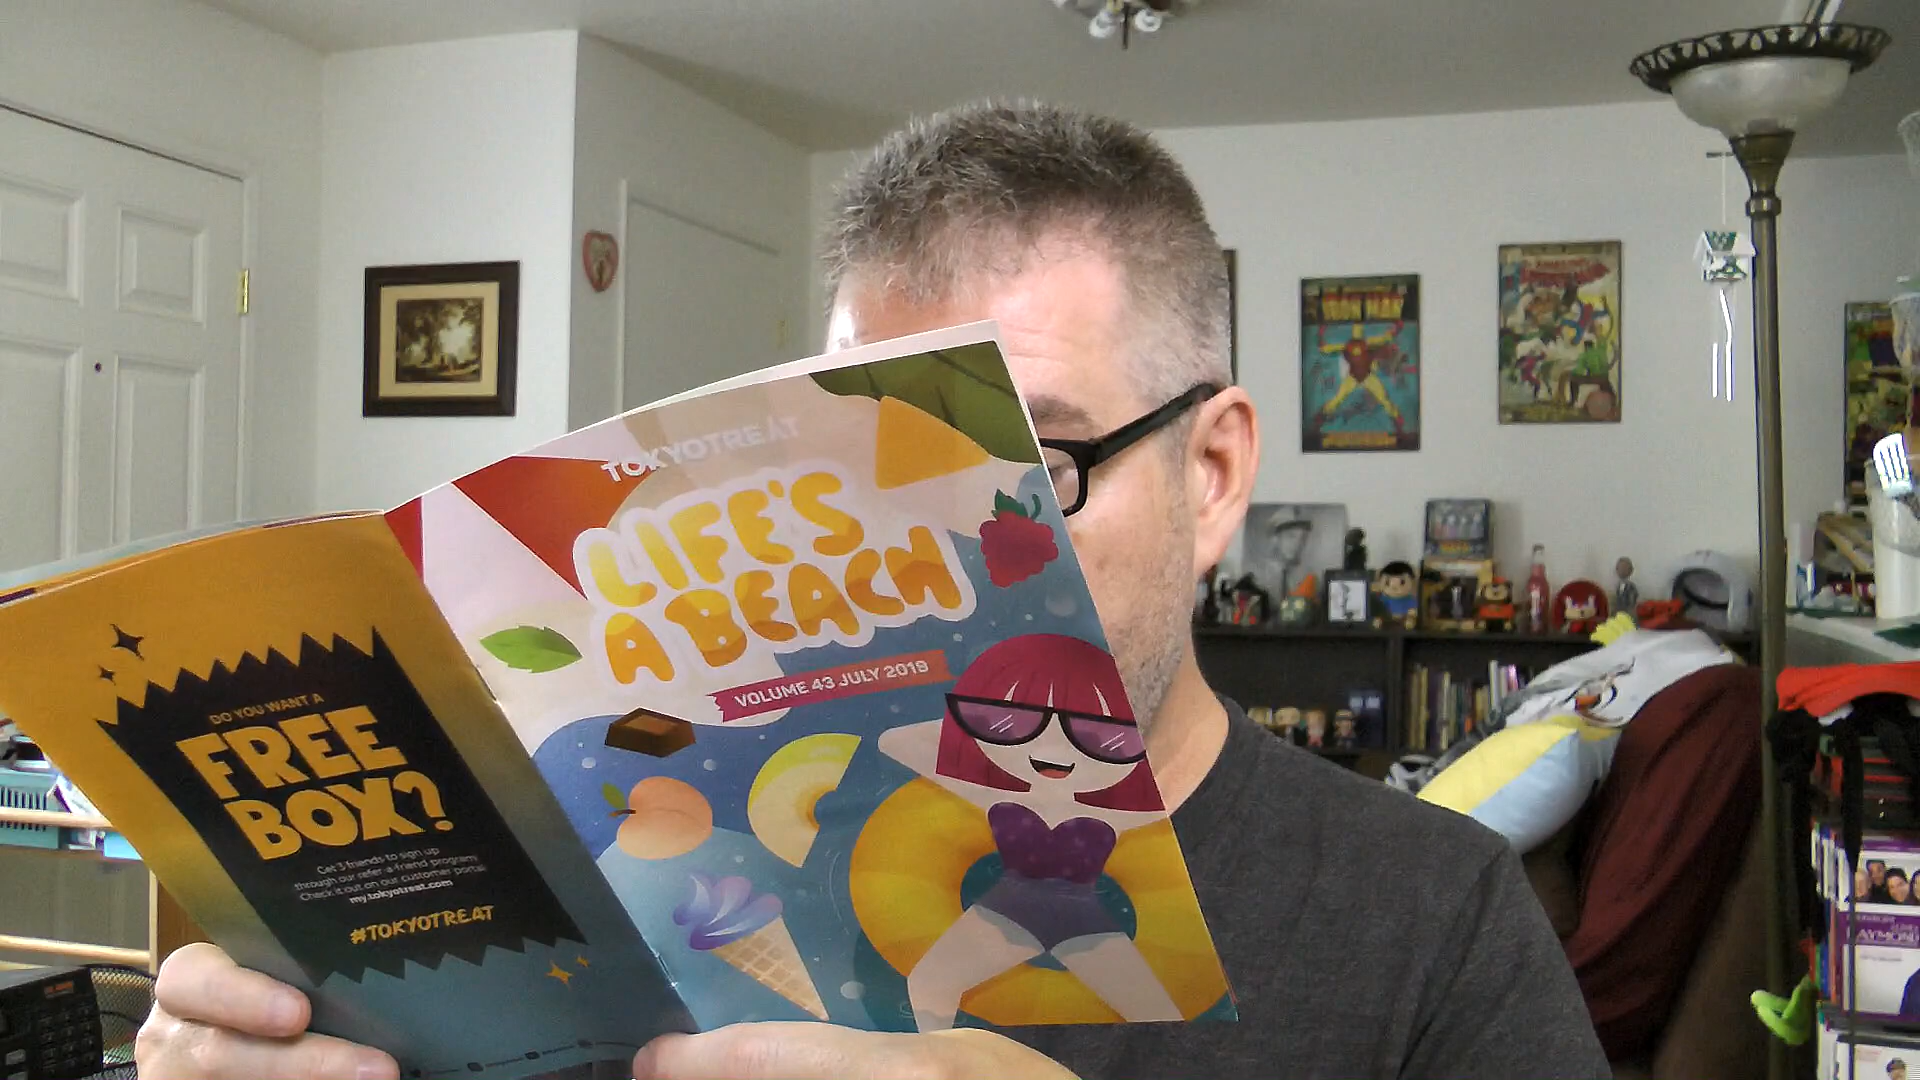 TOKYOTREAT
LIFE'S
A BEACH
VOLUME 43 JULY 2019
DO YOU WANT A
FREE
BOX?
Get 3 friends to sign up
through our refer-a-friend program!
Check it out on our customer portal
my.tokyotreat.com
#TOKYOTREAT
IRON MAN
RAYMOND